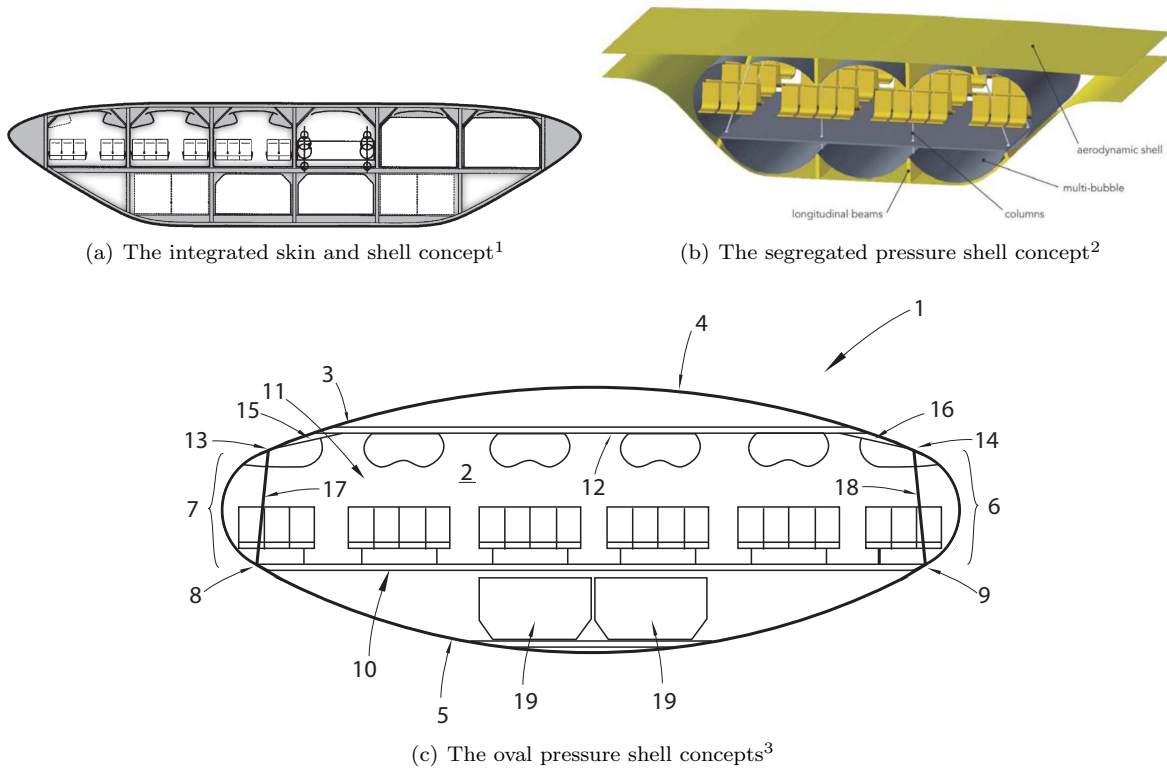 aerodynamic shell
multi-bubble
columns
longitudinal beams
(a) The integrated skin and shell concept1
(b) The segregated pressure shell concept2
1
4
3
11
15
16
13
14
2
12
17
18
7
6
8
9
10
5
19
19
(c) The oval pressure shell concepts3